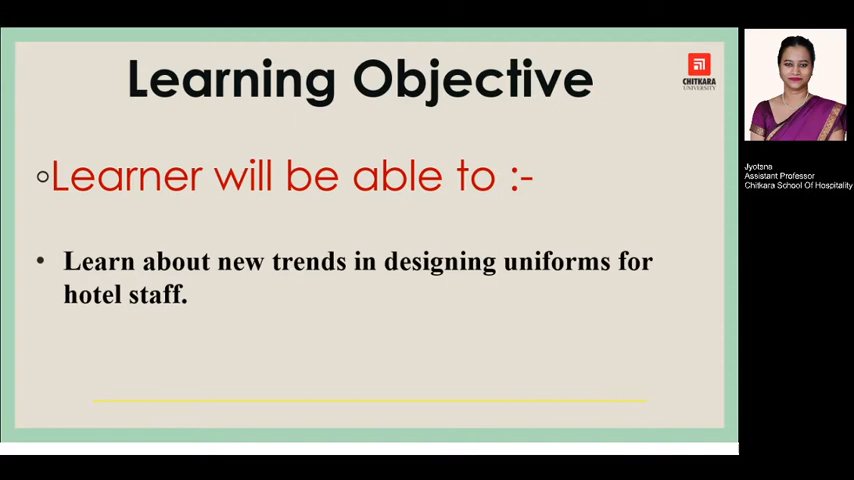 Learning Objective
CHITKARA
UNIVERSITY
Learner will be able to :-
• Learn about new trends in designing uniforms for
hotel staff.
Jyotsna
Assistant Professor
Chitkara School Of Hospitality